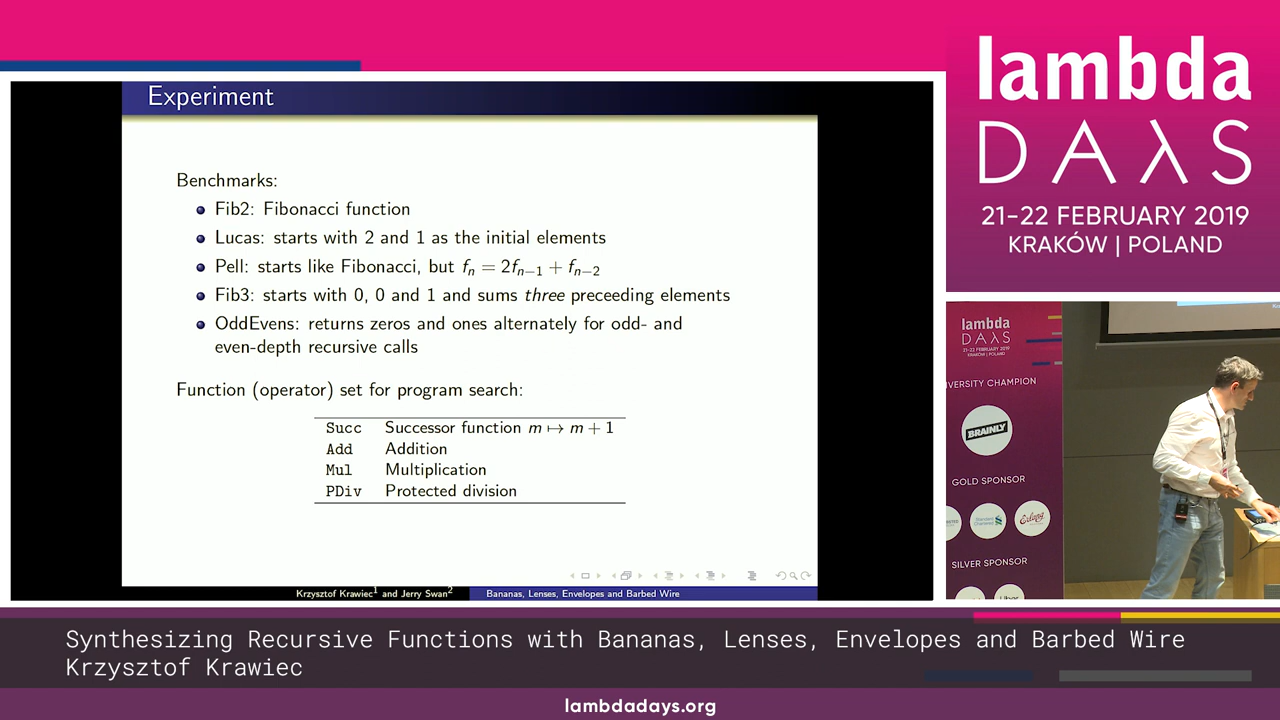 Experiment
Benchmarks:
Fib2: Fibonacci function
Lucas: starts with 2 and 1 as the initial elements
Pell: starts like Fibonacci, but fₙ = 2fₙ₋₁ + fₙ₋₂
Fib3: starts with 0, 0 and 1 and sums three preceeding elements
OddEvens: returns zeros and ones alternately for odd- and
even-depth recursive calls
Function (operator) set for program search:
Succ Successor function m ↦ m + 1
Add Addition
Mul Multiplication
PDiv Protected division
Krzysztof Krawiec¹ and Jerry Swan² Bananas, Lenses, Envelopes and Barbed Wire
lambda
DAλS
21–22 FEBRUARY 2019
KRAKÓW | POLAND
lambda
DAλS
21-22 FEBRUARY 2019
KRAKÓW | POLAND
VERSITY CHAMPION
BRAINLY
GOLD SPONSOR
Standard
Chartered
Erlang
SILVER SPONSOR
Uber
Synthesizing Recursive Functions with Bananas, Lenses, Envelopes and Barbed Wire
Krzysztof Krawiec
lambdadays.org